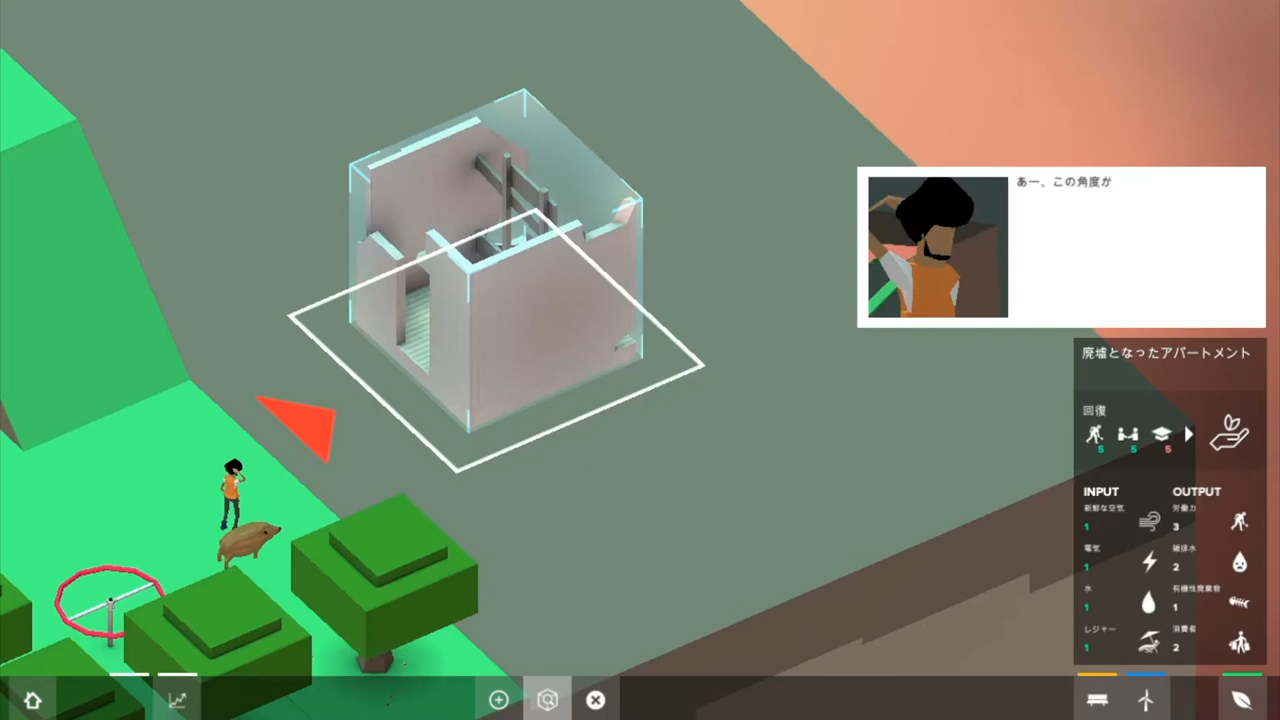 あー、この角度か
廃墟となったアパートメント
回復
5 5 5
INPUT OUTPUT
新鮮な空気 労働力
1 3
電気 雑排水
1 2
水 有機性廃棄物
1 1
レジャー 消費者
1 2